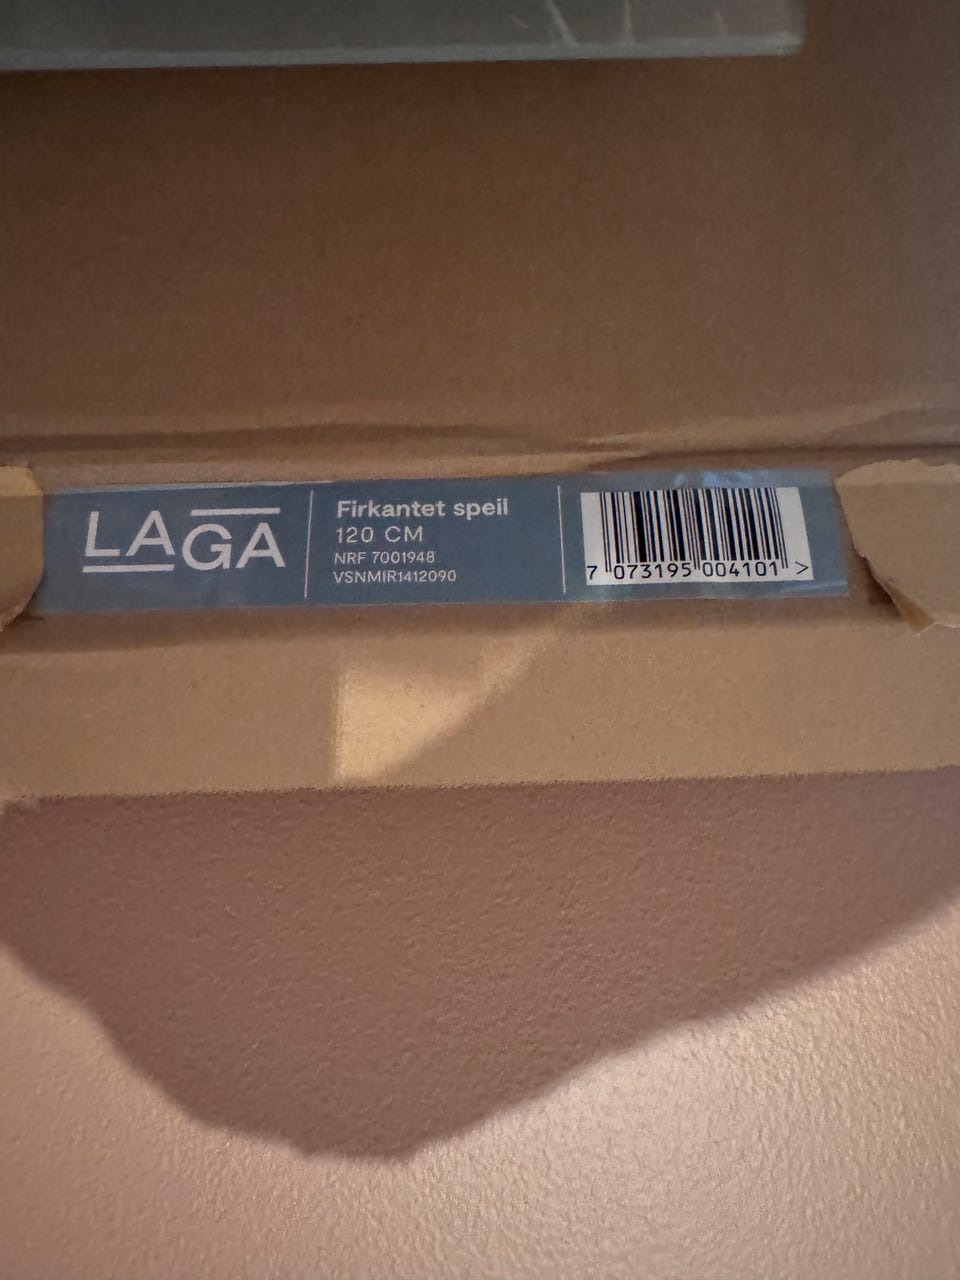 LAGA
Firkantet speil
120 CM
NRF 7001948
VSNMIR1412090
7 073195 004101 >